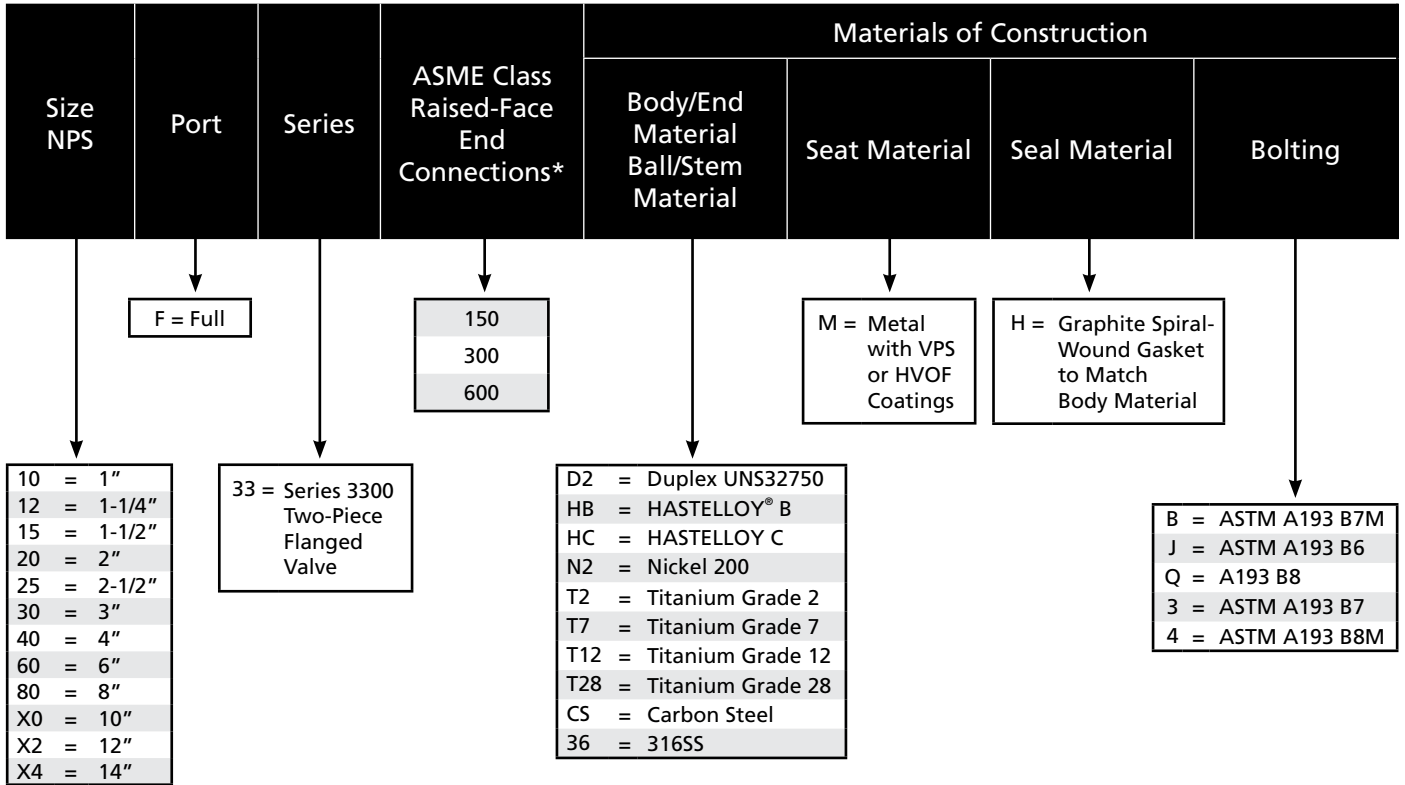 Materials of Construction
Size
NPS
Port
Series
ASME Class
Raised-Face
End
Connections*
Body/End
Material
Ball/Stem
Material
Seat Material
Seal Material
Bolting
F = Full
150
300
600
M = Metal
with VPS
or HVOF
Coatings
H = Graphite Spiral-
Wound Gasket
to Match
Body Material
10 = 1”
12 = 1-1/4”
15 = 1-1/2”
20 = 2”
25 = 2-1/2”
30 = 3”
40 = 4”
60 = 6”
80 = 8”
X0 = 10”
X2 = 12”
X4 = 14”
33 = Series 3300
Two-Piece
Flanged
Valve
D2 = Duplex UNS32750
HB = HASTELLOY® B
HC = HASTELLOY C
N2 = Nickel 200
T2 = Titanium Grade 2
T7 = Titanium Grade 7
T12 = Titanium Grade 12
T28 = Titanium Grade 28
CS = Carbon Steel
36 = 316SS
B = ASTM A193 B7M
J = ASTM A193 B6
Q = A193 B8
3 = ASTM A193 B7
4 = ASTM A193 B8M